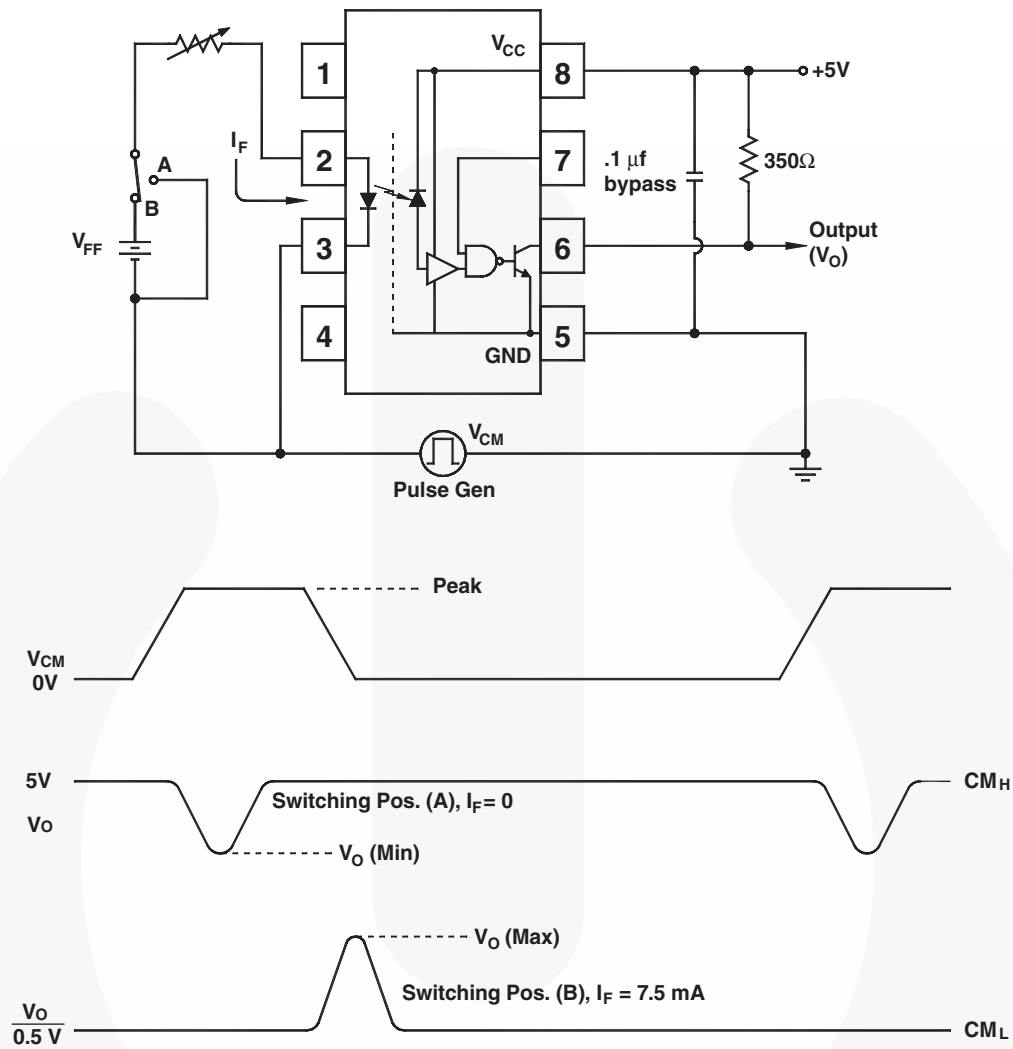 1
V_CC
8
+5V
I_F
2
7
.1 μf
bypass
350Ω
A
B
V_FF
3
6
Output
(V_O)
4
5
GND
V_CM
Pulse Gen
Peak
V_CM
0V
5V
CM_H
Switching Pos. (A), I_F = 0
V_O
V_O (Min)
V_O (Max)
Switching Pos. (B), I_F = 7.5 mA
V_O
0.5 V
CM_L